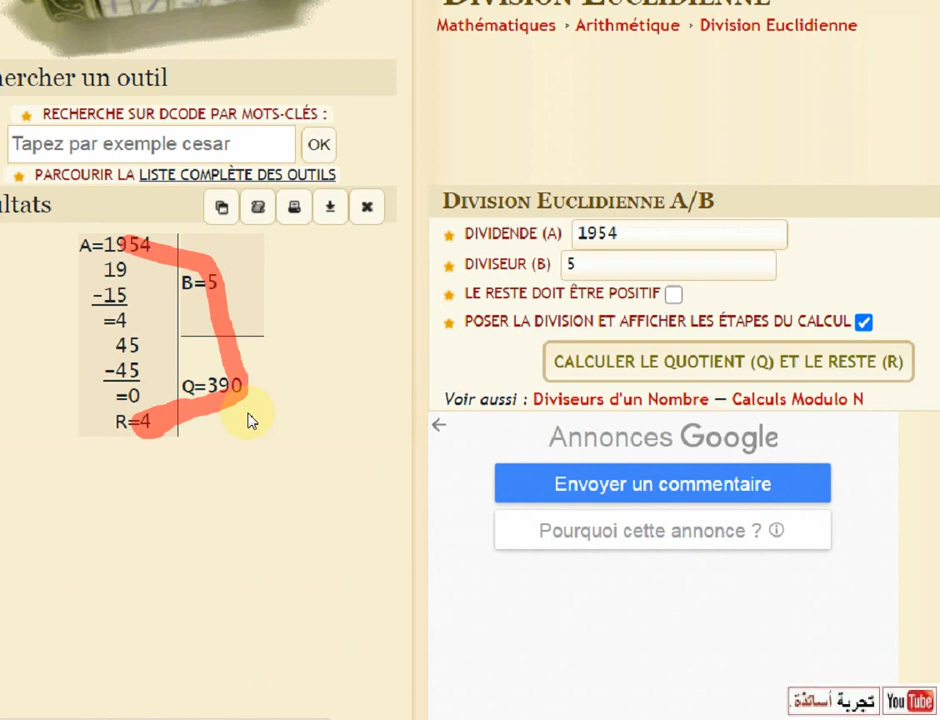 DIVISION EUCLIDIENNE
Mathématiques › Arithmétique › Division Euclidienne
hercher un outil
RECHERCHE SUR DCODE PAR MOTS-CLÉS :
Tapez par exemple cesar
OK
PARCOURIR LA LISTE COMPLÈTE DES OUTILS
ltats
A=1954
19
-15
=4
45
-45
=0
R=4
B=5
Q=390
DIVISION EUCLIDIENNE A/B
DIVIDENDE (A) 1954
DIVISEUR (B) 5
LE RESTE DOIT ÊTRE POSITIF
POSER LA DIVISION ET AFFICHER LES ÉTAPES DU CALCUL
CALCULER LE QUOTIENT (Q) ET LE RESTE (R)
Voir aussi : Diviseurs d'un Nombre — Calculs Modulo N
Annonces Google
Envoyer un commentaire
Pourquoi cette annonce ?
تجربة أساتذة.
YouTube